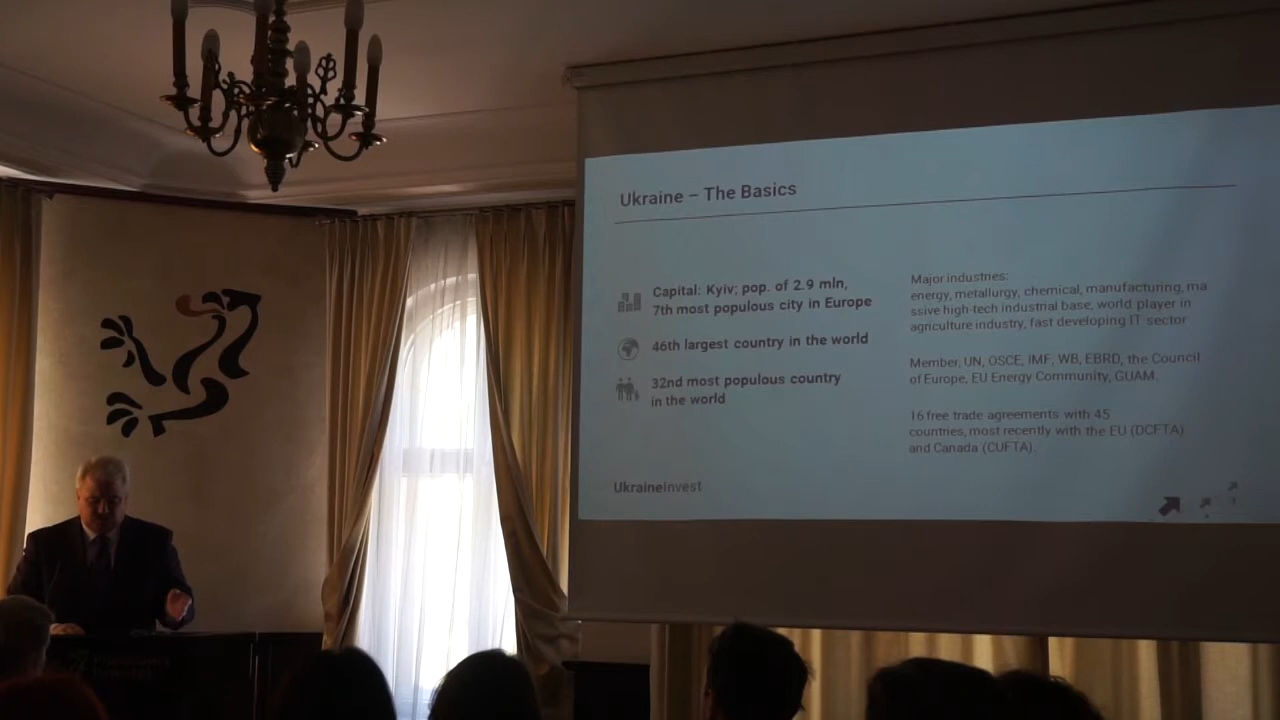 Ukraine – The Basics
Capital: Kyiv; pop. of 2.9 mln,
7th most populous city in Europe
46th largest country in the world
32nd most populous country
in the world
Major industries:
energy, metallurgy, chemical, manufacturing, ma
ssive high-tech industrial base, world player in
agriculture industry, fast developing IT sector
Member, UN, OSCE, IMF, WB, EBRD, the Council
of Europe, EU Energy Community, GUAM.
16 free trade agreements with 45
countries, most recently with the EU (DCFTA)
and Canada (CUFTA).
UkraineInvest